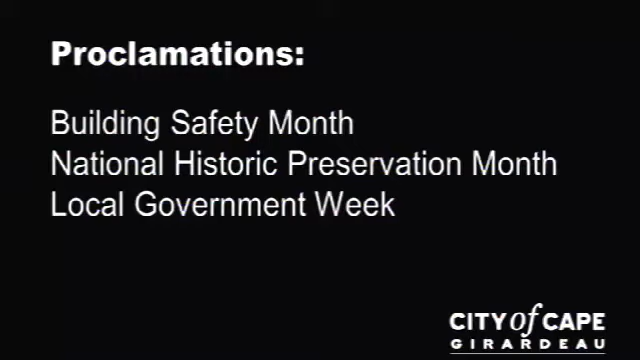 Proclamations:
Building Safety Month
National Historic Preservation Month
Local Government Week
CITY of CAPE
GIRARDEAU